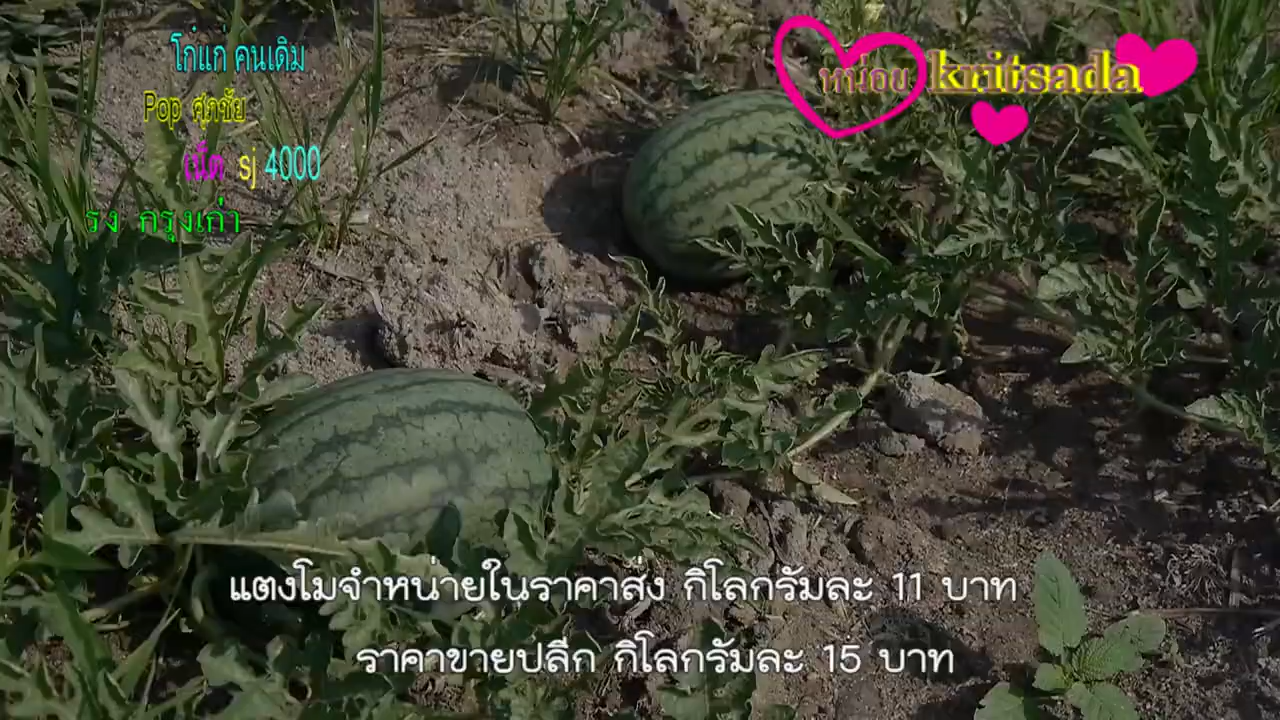 โก๋แก่ คนเดิม
Pop ศุภชัย
เน็ต sj 4000
รง กรุงเก่า
หน่อย kritsada
แตงโมจำหน่ายในราคาส่ง กิโลกรัมละ 11 บาท
ราคาขายปลีก กิโลกรัมละ 15 บาท